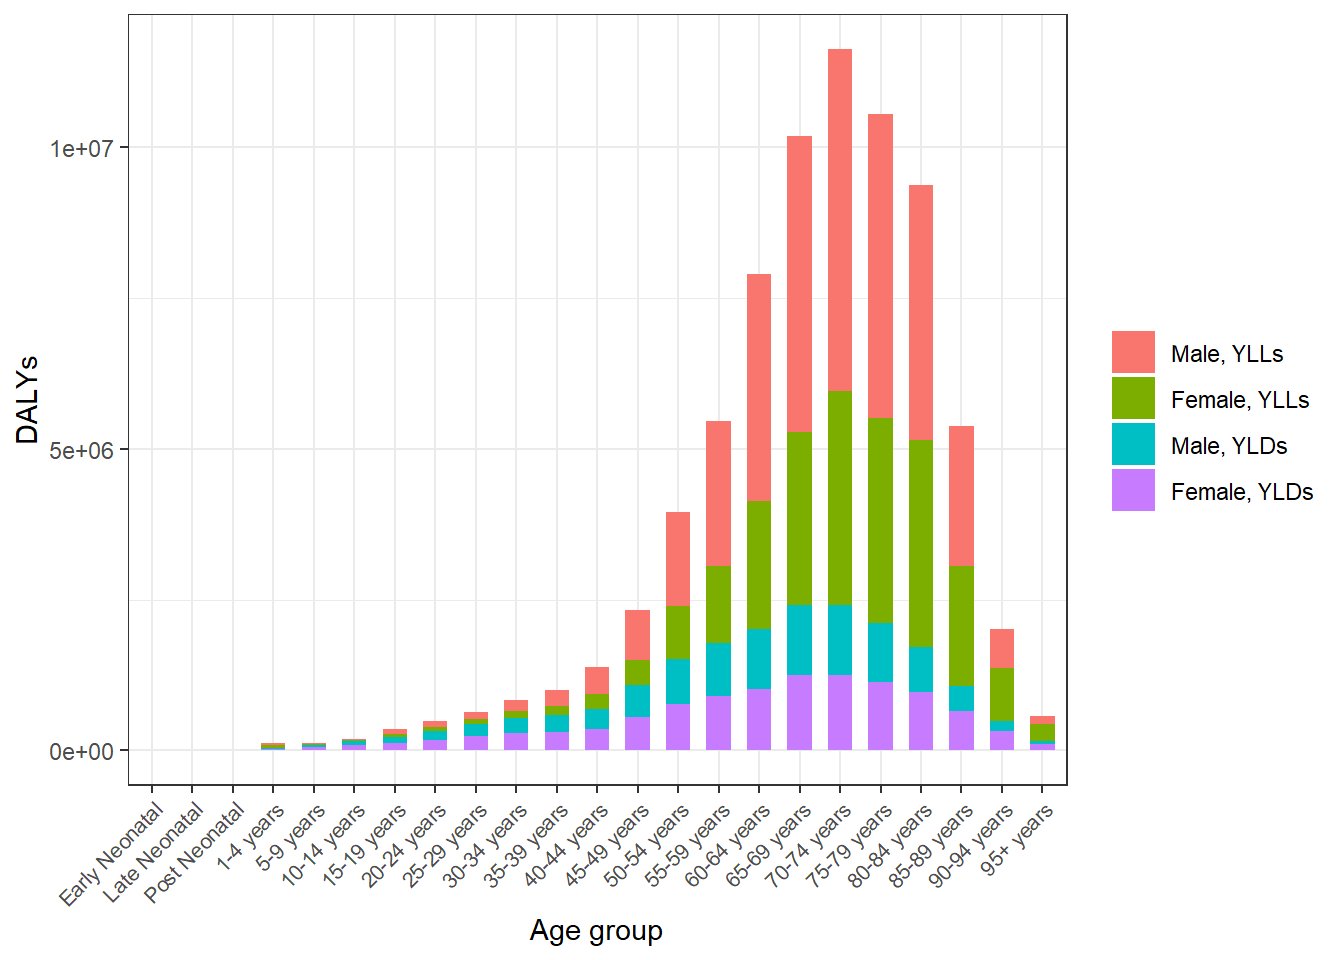 DALYs
1e+07
5e+06
0e+00
Early Neonatal
Late Neonatal
Post Neonatal
1-4 years
5-9 years
10-14 years
15-19 years
20-24 years
25-29 years
30-34 years
35-39 years
40-44 years
45-49 years
50-54 years
55-59 years
60-64 years
65-69 years
70-74 years
75-79 years
80-84 years
85-89 years
90-94 years
95+ years
Age group
Male, YLLs
Female, YLLs
Male, YLDs
Female, YLDs